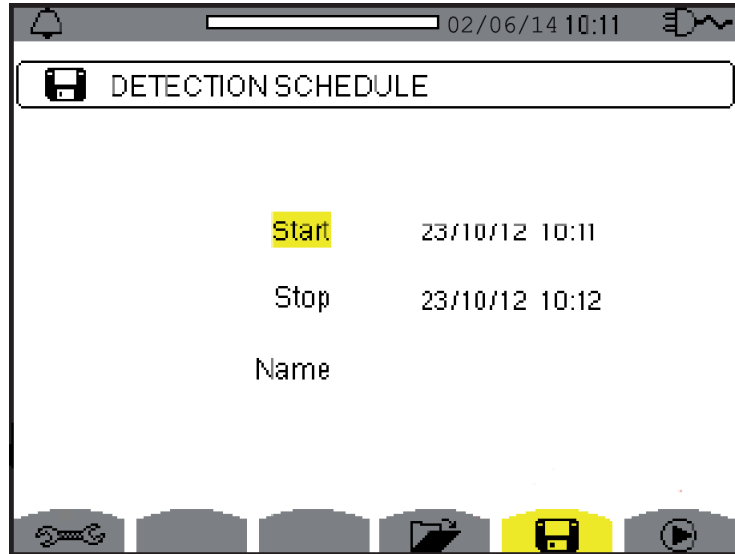 02/06/14 10:11
DETECTION SCHEDULE
Start 23/10/12 10:11
Stop 23/10/12 10:12
Name